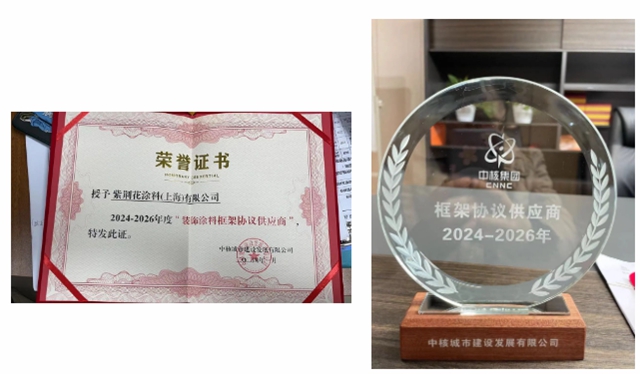 荣誉证书
授予 紫荆花涂料(上海)有限公司
2024-2026年度“装饰涂料框架协议供应商”，
特发此证。
中核城市建设发展有限公司
中核集团
CNNC
框架协议供应商
2024-2026年
中核城市建设发展有限公司